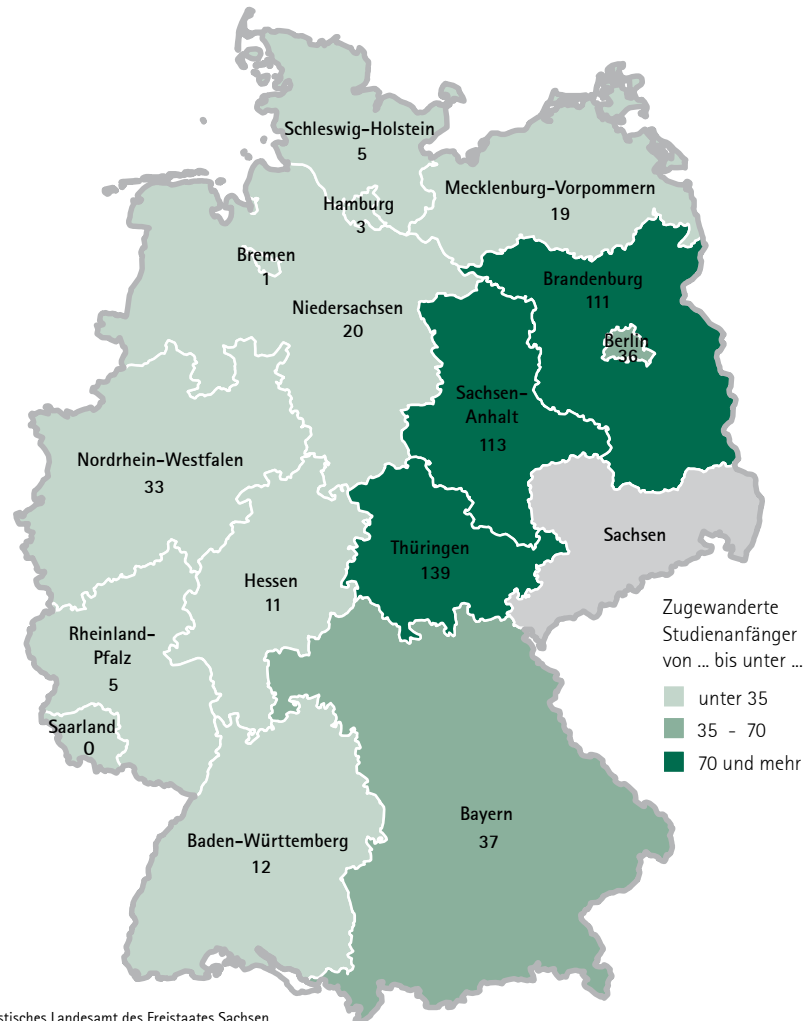 Schleswig-Holstein
5
Mecklenburg-Vorpommern
19
Hamburg
3
Bremen
1
Niedersachsen
20
Brandenburg
111
Berlin
36
Sachsen-
Anhalt
113
Nordrhein-Westfalen
33
Sachsen
Thüringen
139
Hessen
11
Rheinland-
Pfalz
5
Saarland
0
Zugewanderte
Studienanfänger
von ... bis unter ...
unter 35
35 - 70
70 und mehr
Bayern
37
Baden-Württemberg
12
Landesamt des Freistaates Sachsen